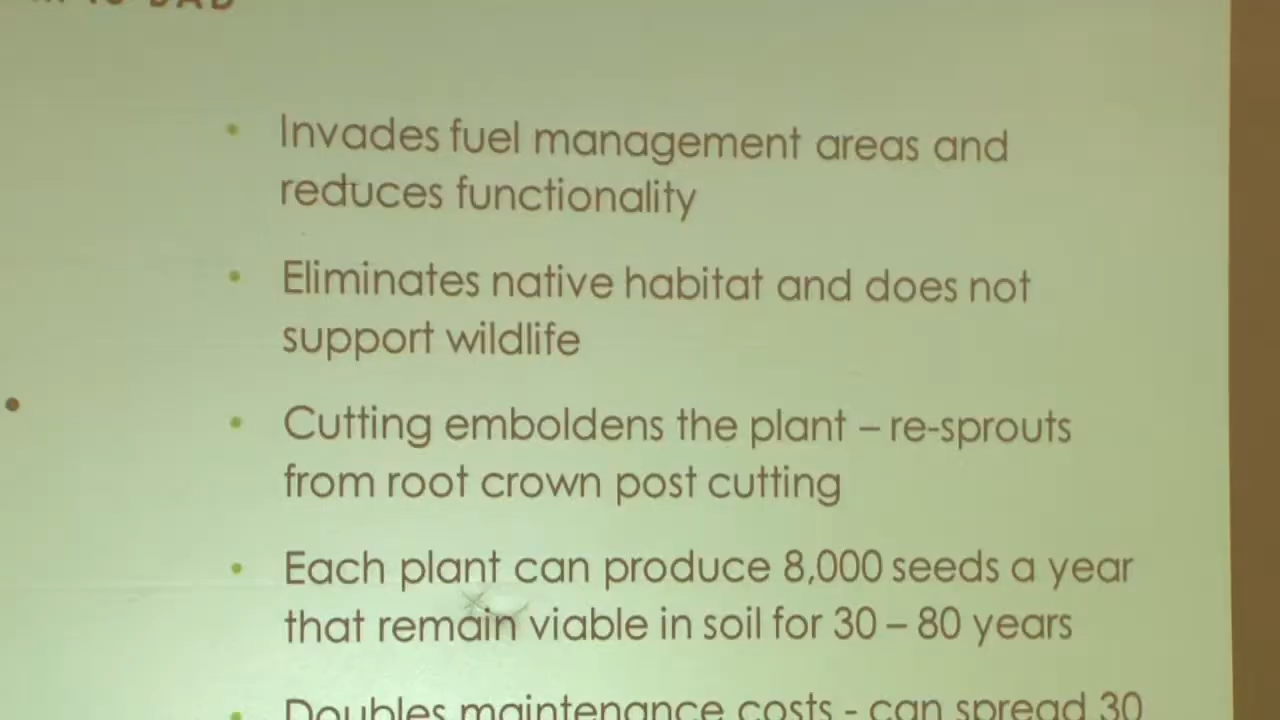 BAD
Invades fuel management areas and
reduces functionality
Eliminates native habitat and does not
support wildlife
Cutting emboldens the plant – re-sprouts
from root crown post cutting
Each plant can produce 8,000 seeds a year
that remain viable in soil for 30 – 80 years
Doubles maintenance costs - can spread 30